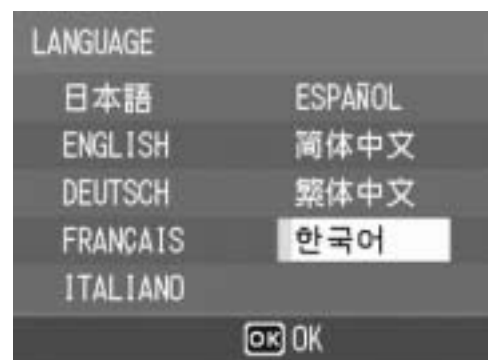 LANGUAGE
日本語 ESPAÑOL
ENGLISH 简体中文
DEUTSCH 繁体中文
FRANÇAIS 한국어
ITALIANO
OK OK